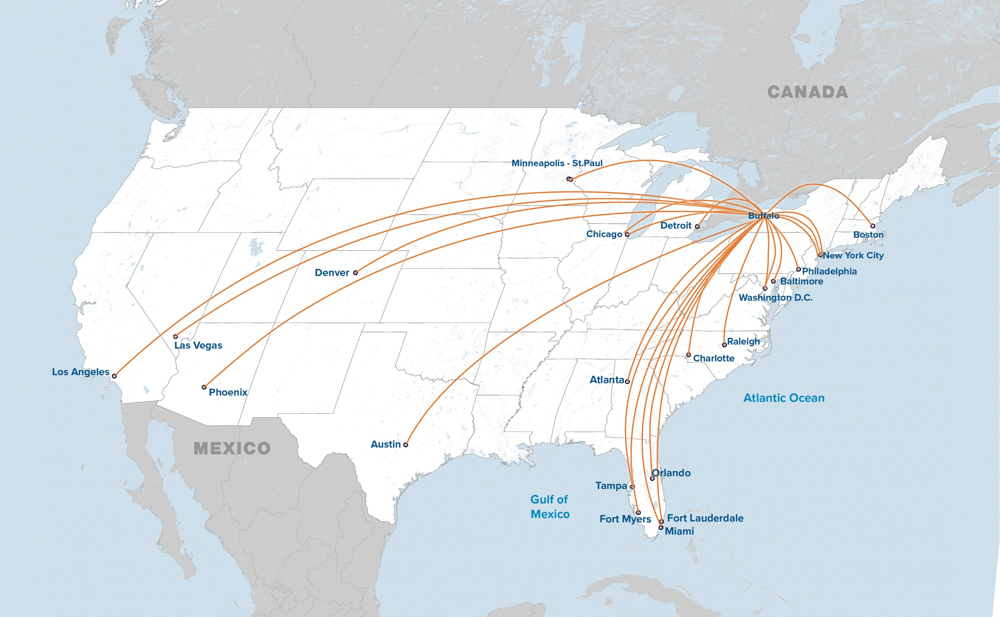 CANADA
Minneapolis - St.Paul
Buffalo
Detroit
Chicago
Boston
New York City
Denver
Philadelphia
Baltimore
Washington D.C.
Las Vegas
Raleigh
Charlotte
Los Angeles
Atlanta
Phoenix
Atlantic Ocean
Austin
MEXICO
Orlando
Tampa
Gulf of
Mexico
Fort Myers
Fort Lauderdale
Miami